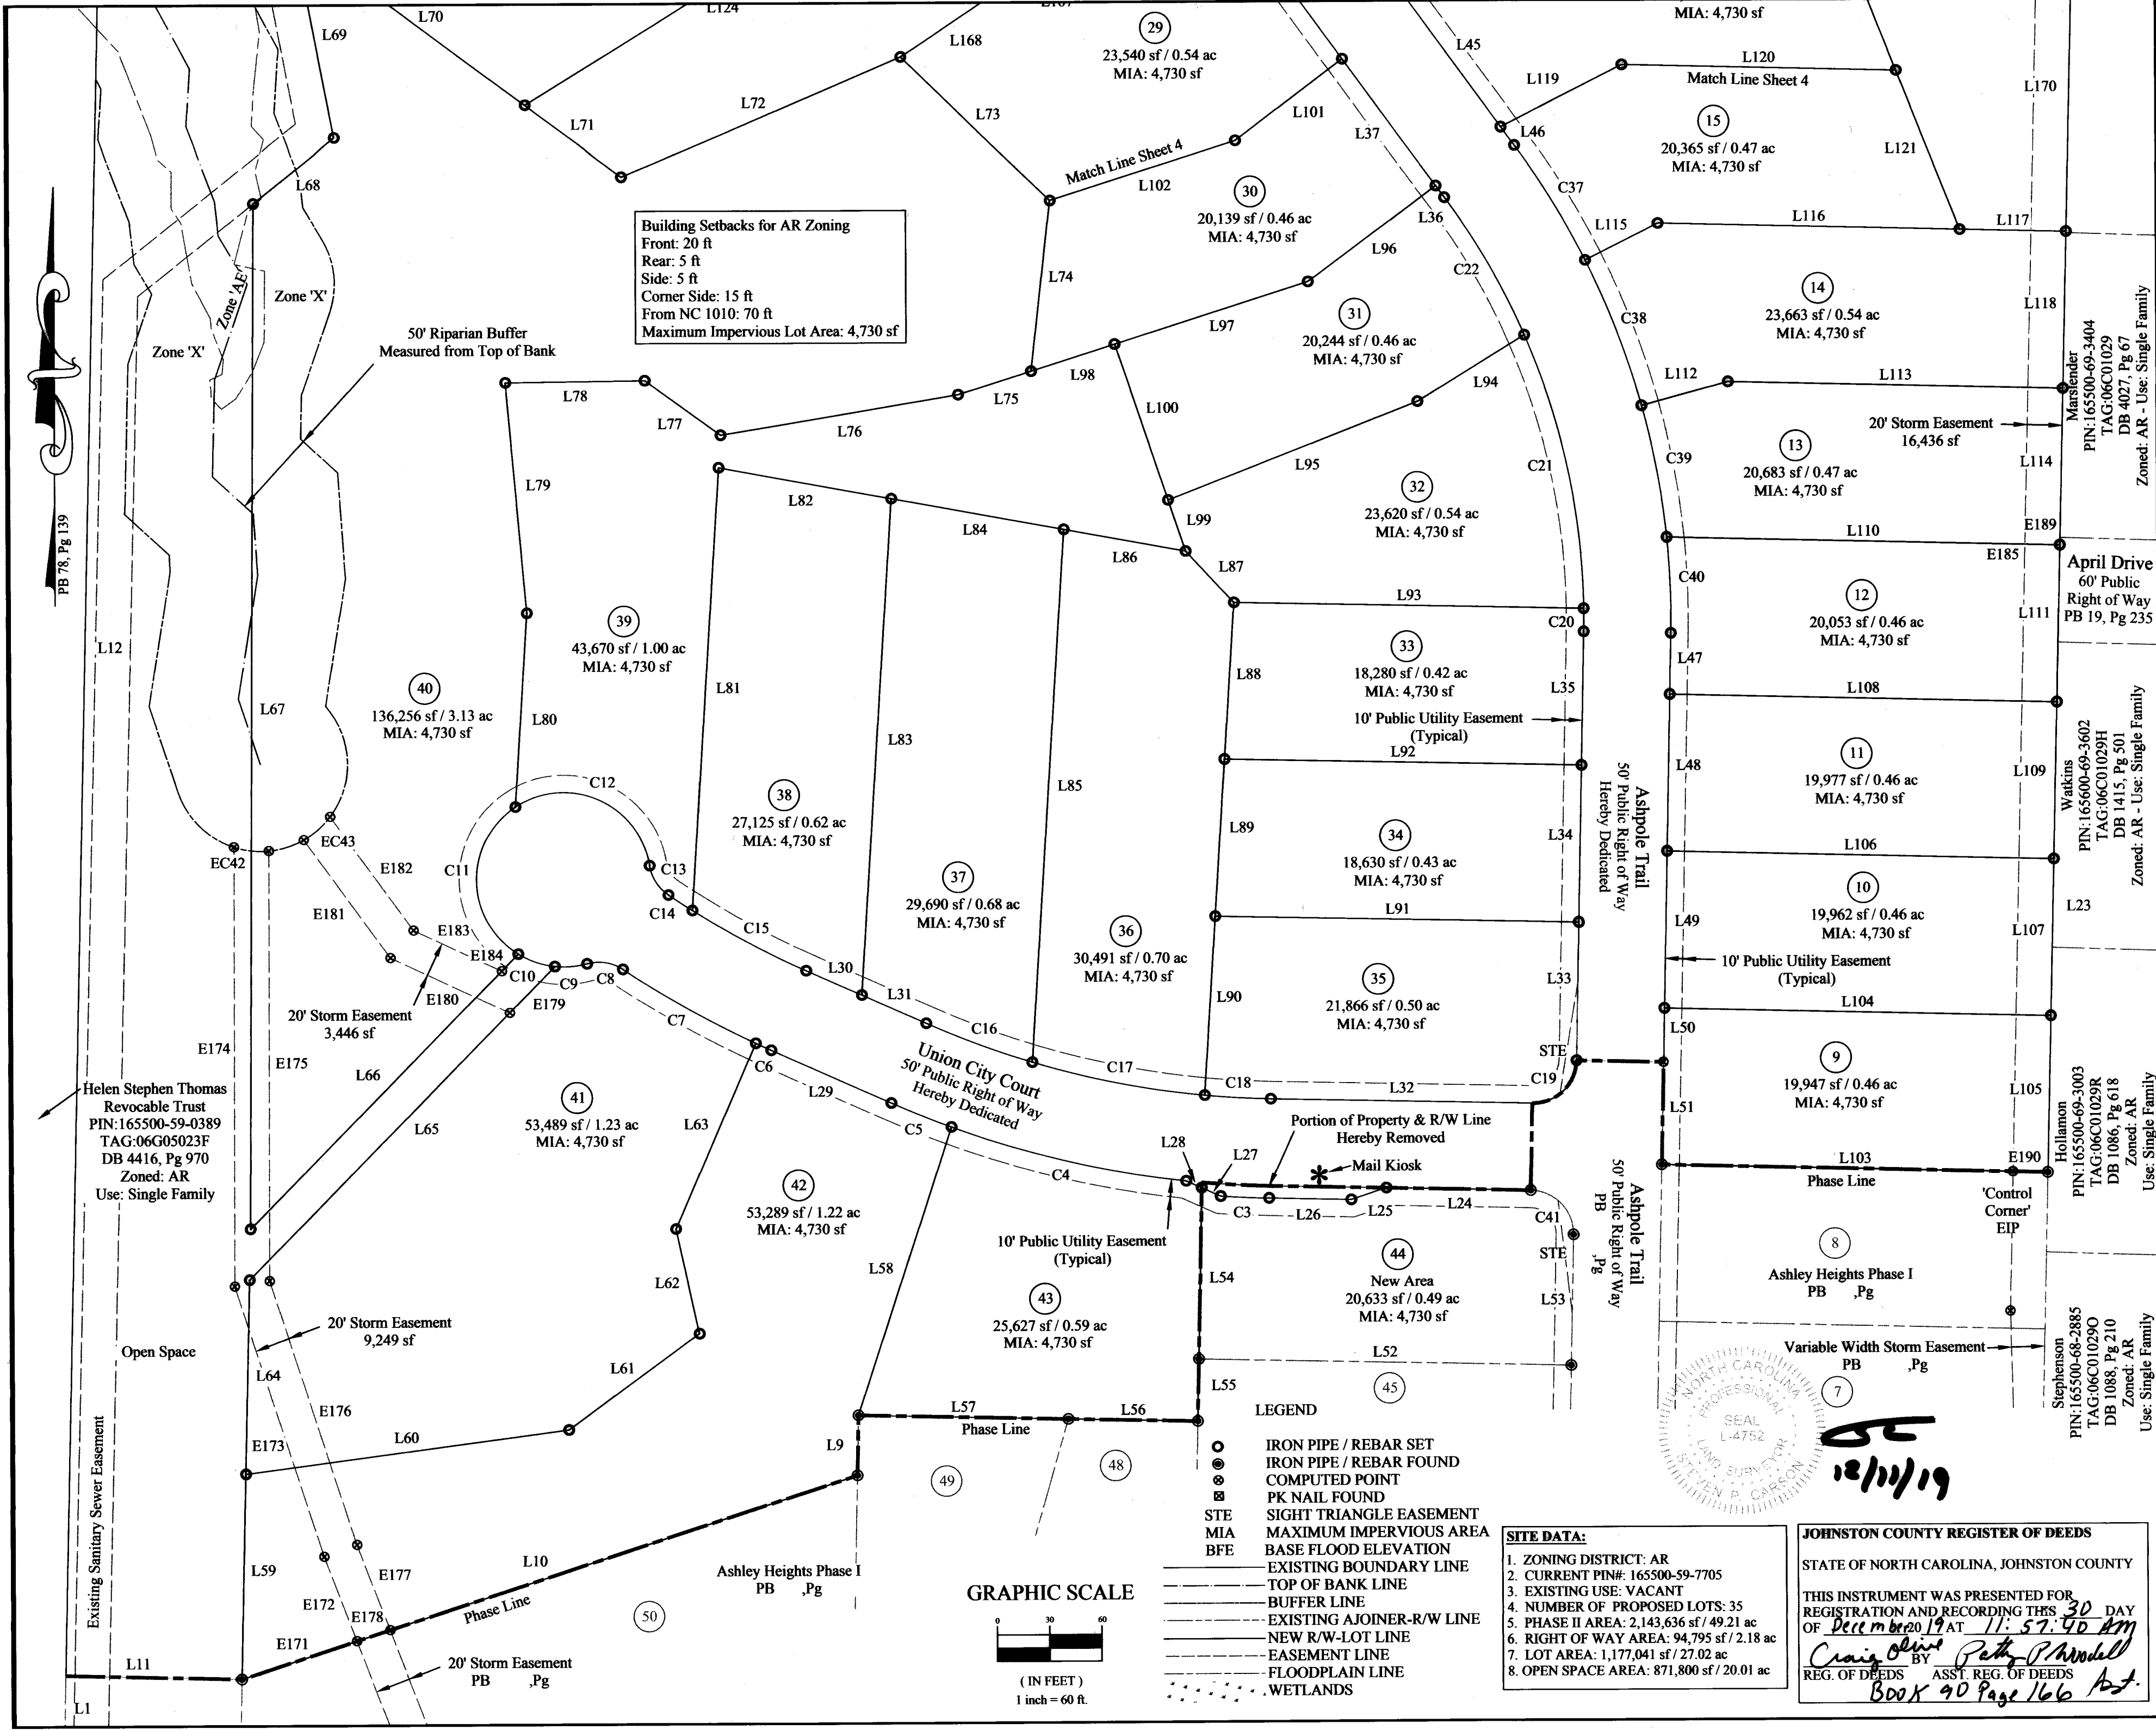 L70
L124
L69
L168
29
23,540 sf / 0.54 ac
MIA: 4,730 sf
L45
MIA: 4,730 sf
L120
Match Line Sheet 4
L119
L170
L72
L73
L71
L101
L37
L46
15
20,365 sf / 0.47 ac
MIA: 4,730 sf
L121
Match Line Sheet 4
L102
L68
30
20,139 sf / 0.46 ac
MIA: 4,730 sf
L36
C37
L115
L116
L117
Building Setbacks for AR Zoning
Front: 20 ft
Rear: 5 ft
Side: 5 ft
Corner Side: 15 ft
From NC 1010: 70 ft
Maximum Impervious Lot Area: 4,730 sf
L74
L96
C22
Zone 'AE'
Zone 'X'
Zone 'X'
50' Riparian Buffer
Measured from Top of Bank
L97
31
20,244 sf / 0.46 ac
MIA: 4,730 sf
C38
14
23,663 sf / 0.54 ac
MIA: 4,730 sf
L118
Marslender
PIN:165500-69-3404
TAG:06C01029
DB 4027, Pg 67
Zoned: AR - Use: Single Family
L78
L77
L76
L75
L98
L100
L94
L112
L113
20' Storm Easement
16,436 sf
PB 78, Pg 139
L79
L82
L84
L86
L99
L95
C21
C39
32
23,620 sf / 0.54 ac
MIA: 4,730 sf
13
20,683 sf / 0.47 ac
MIA: 4,730 sf
L114
L110
E189
E185
L87
L93
C20
C40
April Drive
60' Public
Right of Way
PB 19, Pg 235
L12
39
43,670 sf / 1.00 ac
MIA: 4,730 sf
33
18,280 sf / 0.42 ac
MIA: 4,730 sf
12
20,053 sf / 0.46 ac
MIA: 4,730 sf
L111
L47
L88
L81
L35
L108
40
136,256 sf / 3.13 ac
MIA: 4,730 sf
L67
L80
L83
10' Public Utility Easement
(Typical)
L92
Ashpole Trail
50' Public Right of Way
Hereby Dedicated
L48
11
19,977 sf / 0.46 ac
MIA: 4,730 sf
L109
Watkins
PIN:165600-69-3602
TAG:06C01029H
DB 1415, Pg 501
Zoned: AR - Use: Single Family
C12
L85
38
27,125 sf / 0.62 ac
MIA: 4,730 sf
L89
34
18,630 sf / 0.43 ac
MIA: 4,730 sf
L34
L106
EC42
EC43
E182
C11
C13
37
29,690 sf / 0.68 ac
MIA: 4,730 sf
10
19,962 sf / 0.46 ac
MIA: 4,730 sf
L23
E181
C14
C15
L91
L49
L107
E183
E184
36
30,491 sf / 0.70 ac
MIA: 4,730 sf
C10
C9
C8
L30
L31
35
21,866 sf / 0.50 ac
MIA: 4,730 sf
L33
10' Public Utility Easement
(Typical)
E180
E179
L90
L104
20' Storm Easement
3,446 sf
C7
C16
L50
E174
E175
L66
C6
Union City Court
50' Public Right of Way
Hereby Dedicated
C17
C18
STE
C19
L32
9
19,947 sf / 0.46 ac
MIA: 4,730 sf
L105
Hollamon
PIN:165500-69-3003
TAG:06C01029R
DB 1086, Pg 618
Zoned: AR
Use: Single Family
Helen Stephen Thomas
Revocable Trust
PIN:165500-59-0389
TAG:06G05023F
DB 4416, Pg 970
Zoned: AR
Use: Single Family
L65
41
53,489 sf / 1.23 ac
MIA: 4,730 sf
L29
C5
L63
L51
Portion of Property & R/W Line
Hereby Removed
L28
L27
Mail Kiosk
L103
E190
Phase Line
C4
42
53,289 sf / 1.22 ac
MIA: 4,730 sf
C3
L26
L25
L24
C41
Ashpole Trail
50' Public Right of Way
PB ,Pg
'Control
Corner'
EIP
10' Public Utility Easement
(Typical)
L58
L62
L54
STE
44
New Area
20,633 sf / 0.49 ac
MIA: 4,730 sf
L53
8
Ashley Heights Phase I
PB ,Pg
43
25,627 sf / 0.59 ac
MIA: 4,730 sf
20' Storm Easement
9,249 sf
Open Space
L52
Variable Width Storm Easement
PB ,Pg
Stephenson
PIN:165500-68-2885
TAG:06C01029O
DB 1088, Pg 210
Zoned: AR
Use: Single Family
L64
L61
L55
45
7
E176
L57
Phase Line
L56
E173
L60
L9
49
48
Existing Sanitary Sewer Easement
NORTH CAROLINA
PROFESSIONAL
SEAL
L-4752
LAND SURVEYOR
STEVEN P. CARSON
12/11/19
LEGEND
IRON PIPE / REBAR SET
IRON PIPE / REBAR FOUND
COMPUTED POINT
PK NAIL FOUND
STE SIGHT TRIANGLE EASEMENT
MIA MAXIMUM IMPERVIOUS AREA
BFE BASE FLOOD ELEVATION
EXISTING BOUNDARY LINE
TOP OF BANK LINE
BUFFER LINE
EXISTING AJOINER-R/W LINE
NEW R/W-LOT LINE
EASEMENT LINE
FLOODPLAIN LINE
WETLANDS
L59
L10
E172
E177
E178
Phase Line
E171
L11
L1
Ashley Heights Phase I
PB ,Pg
50
20' Storm Easement
PB ,Pg
GRAPHIC SCALE
0 30 60
( IN FEET )
1 inch = 60 ft.
SITE DATA:
1. ZONING DISTRICT: AR
2. CURRENT PIN#: 165500-59-7705
3. EXISTING USE: VACANT
4. NUMBER OF PROPOSED LOTS: 35
5. PHASE II AREA: 2,143,636 sf / 49.21 ac
6. RIGHT OF WAY AREA: 94,795 sf / 2.18 ac
7. LOT AREA: 1,177,041 sf / 27.02 ac
8. OPEN SPACE AREA: 871,800 sf / 20.01 ac
JOHNSTON COUNTY REGISTER OF DEEDS
STATE OF NORTH CAROLINA, JOHNSTON COUNTY
THIS INSTRUMENT WAS PRESENTED FOR
REGISTRATION AND RECORDING THIS 30 DAY
OF December 2019 AT 11:57:40 AM
Craig Olive BY Patty P
REG. OF DEEDS ASST. REG. OF DEEDS Asst.
BOOK 90 Page 166